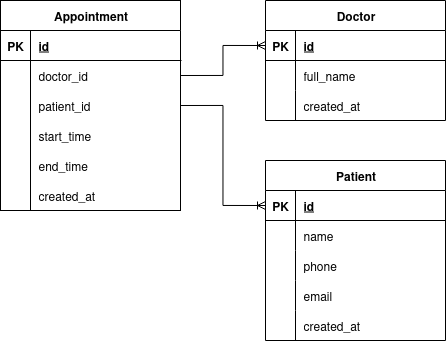 Appointment
PK id
doctor_id
patient_id
start_time
end_time
created_at
Doctor
PK id
full_name
created_at
Patient
PK id
name
phone
email
created_at